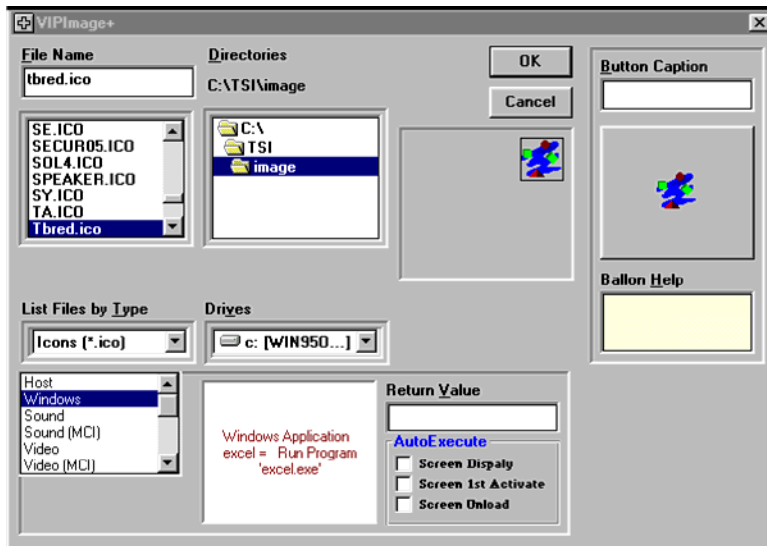 VIPImage+
File Name
tbred.ico
SE.ICO
SECUR05.ICO
SOL4.ICO
SPEAKER.ICO
SY.ICO
TA.ICO
Tbred.ico
Directories
C:\TSI\image
C:\
TSI
image
OK
Cancel
Button Caption
Ballon Help
List Files by Type
Icons (*.ico)
Drives
c: [WIN950...]
Host
Windows
Sound
Sound (MCI)
Video
Video (MCI)
Windows Application
excel = Run Program
'excel.exe'
Return Value
AutoExecute
Screen Dispaly
Screen 1st Activate
Screen Unload